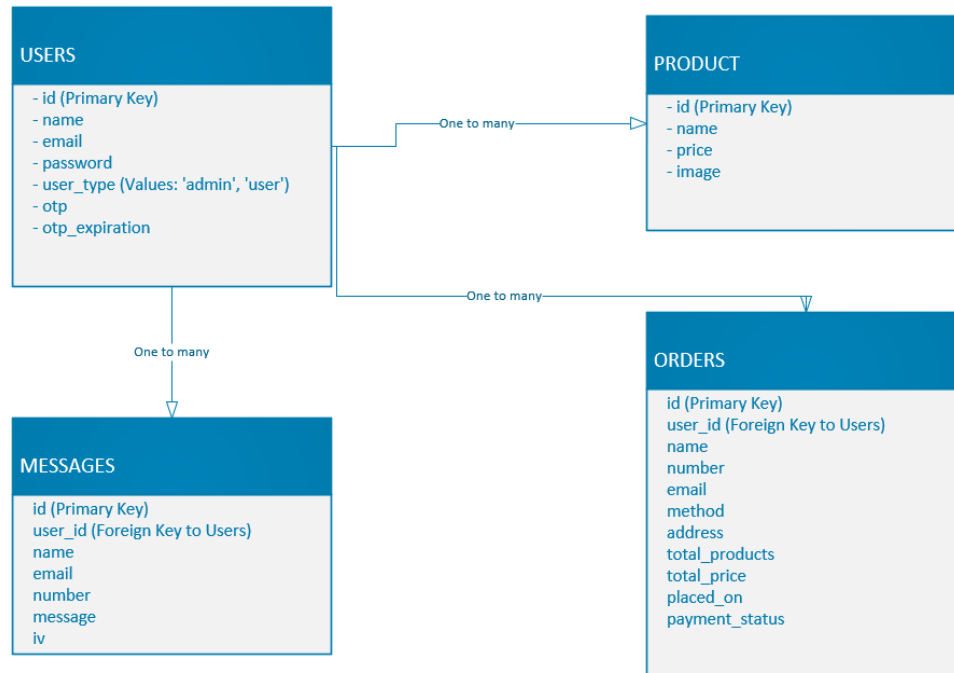 USERS
- id (Primary Key)
- name
- email
- password
- user_type (Values: 'admin', 'user')
- otp
- otp_expiration
One to many
PRODUCT
- id (Primary Key)
- name
- price
- image
One to many
One to many
ORDERS
id (Primary Key)
user_id (Foreign Key to Users)
name
number
email
method
address
total_products
total_price
placed_on
payment_status
MESSAGES
id (Primary Key)
user_id (Foreign Key to Users)
name
email
number
message
iv